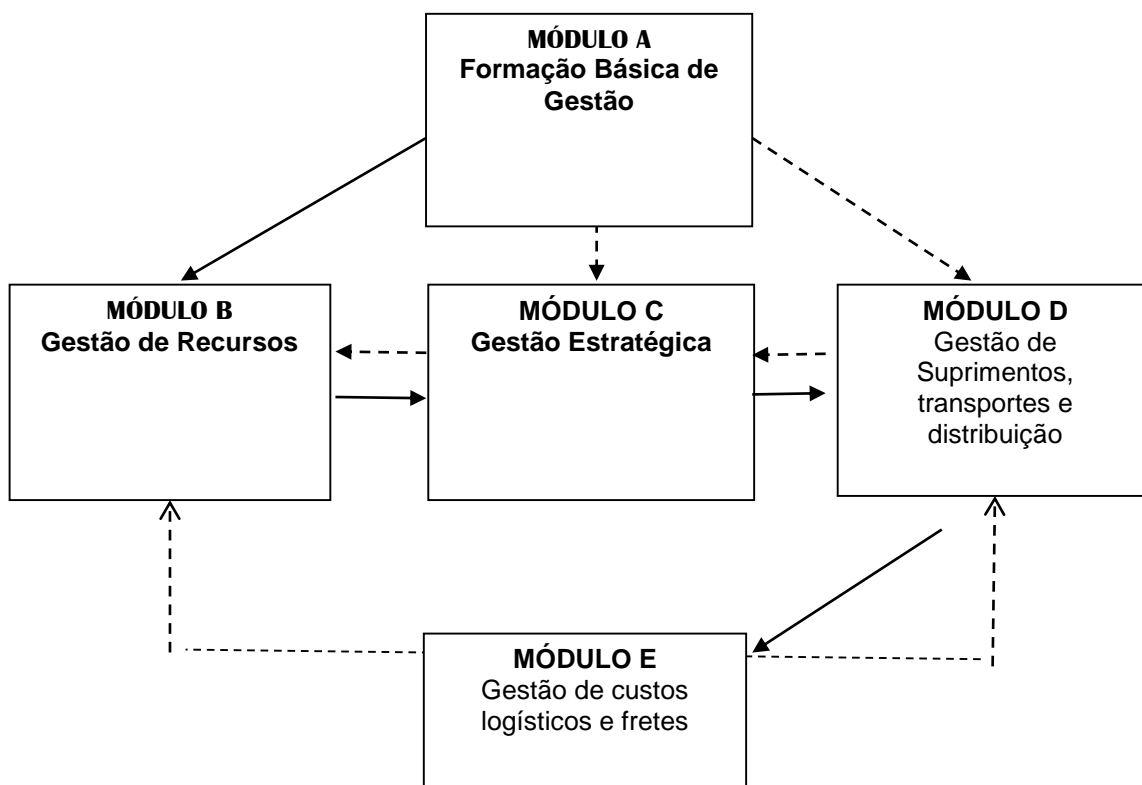 MÓDULO A
Formação Básica de
Gestão
MÓDULO B
Gestão de Recursos
MÓDULO C
Gestão Estratégica
MÓDULO D
Gestão de
Suprimentos,
transportes e
distribuição
MÓDULO E
Gestão de custos
logísticos e fretes